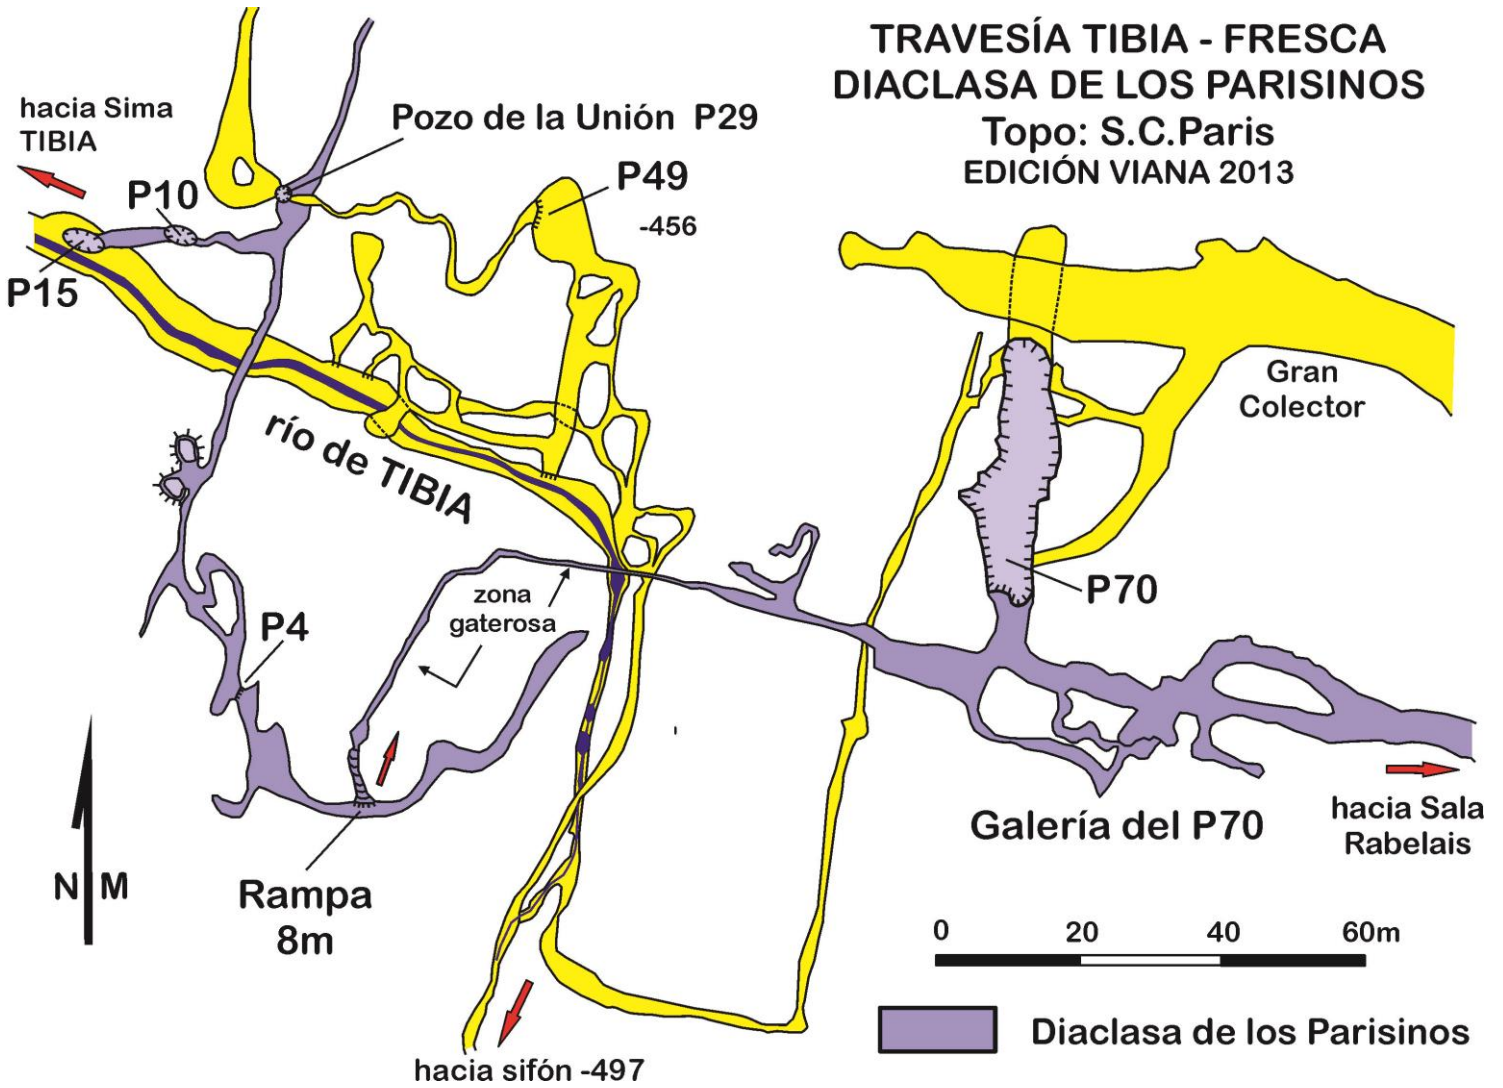 TRAVESÍA TIBIA - FRESCA
DIACLASA DE LOS PARISINOS
Topo: S.C.Paris
EDICIÓN VIANA 2013
hacia Sima
TIBIA
Pozo de la Unión P29
P10
P49
-456
P15
río de TIBIA
Gran
Colector
P70
zona
gaterosa
P4
Rampa
8m
N M
Galería del P70
hacia Sala
Rabelais
0 20 40 60m
Diaclasa de los Parisinos
hacia sifón -497